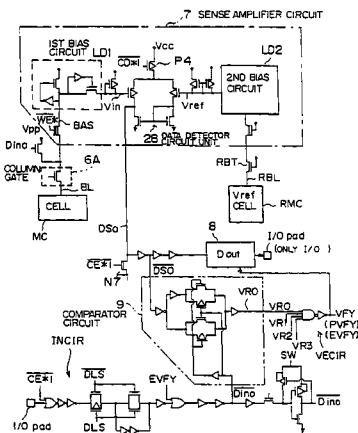 7 SENSE AMPLIFIER CIRCUIT
1ST BIAS
CIRCUIT LD1
Vcc
CD*1
P4
LD2
2ND BIAS
CIRCUIT
Vin
Vref
WE*
BAS
Vpp
Dino
28 DATA DETECTOR
CIRCUIT UNIT
COLUMN
GATE
6A
BL
CELL
MC
RBT
RBL
Vref
CELL
RMC
DSo
8
I/O pad
(ONLY I/O)
Dout
CE*1
N7
DSO
9
COMPARATOR
CIRCUIT
VRO
VRO
VR1
VR2
VR3
VFY
(PVFY)
(EVFY)
VECIR
INCIR
CE*1
DLS
EVFY
Dino
SW
Dino
I/O pad
DLS